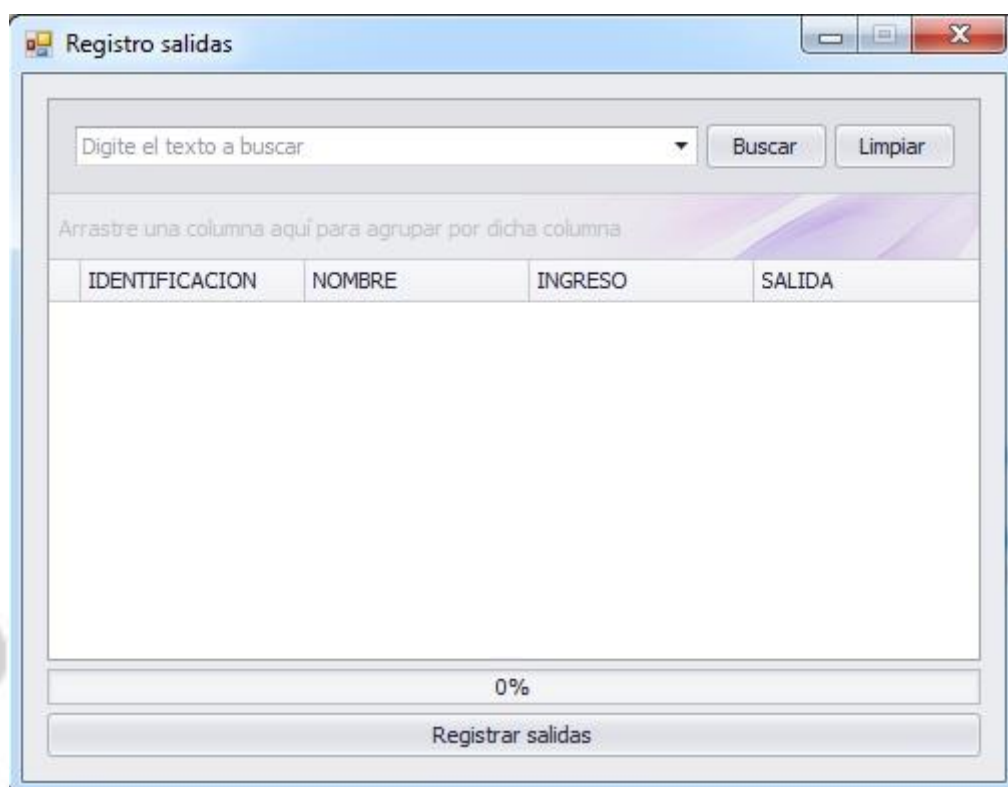 Registro salidas
Digite el texto a buscar
Buscar
Limpiar
Arrastre una columna aquí para agrupar por dicha columna
IDENTIFICACION NOMBRE INGRESO SALIDA
0%
Registrar salidas